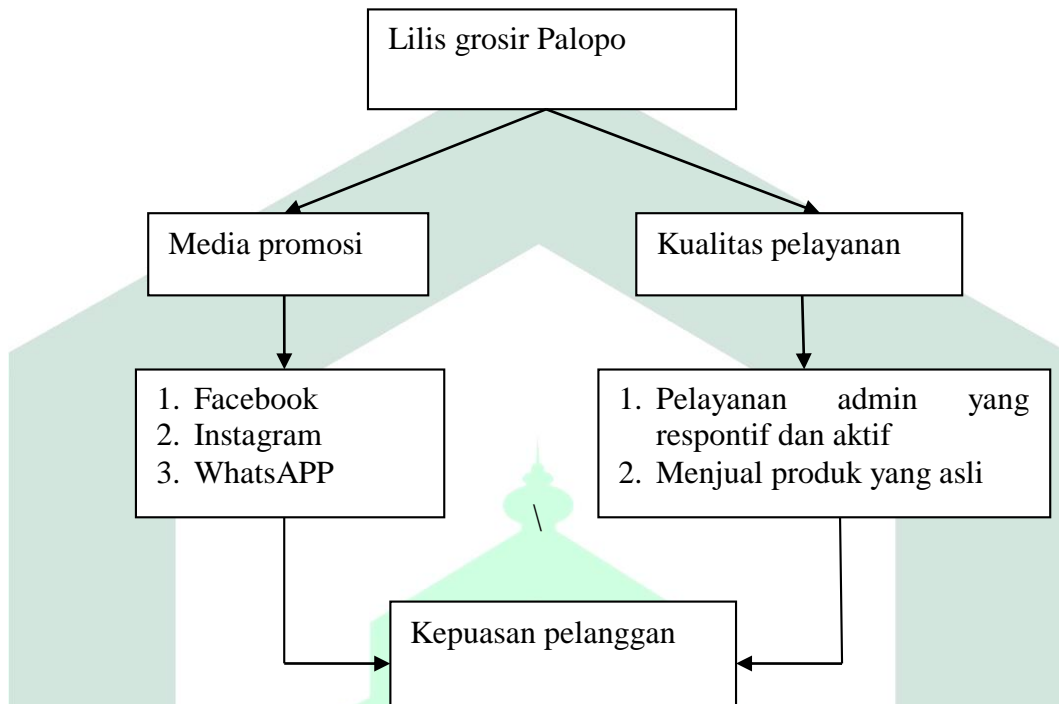 Lilis grosir Palopo
Media promosi
Kualitas pelayanan
1. Facebook
2. Instagram
3. WhatsAPP
1. Pelayanan admin yang
respontif dan aktif
2. Menjual produk yang asli
\
Kepuasan pelanggan